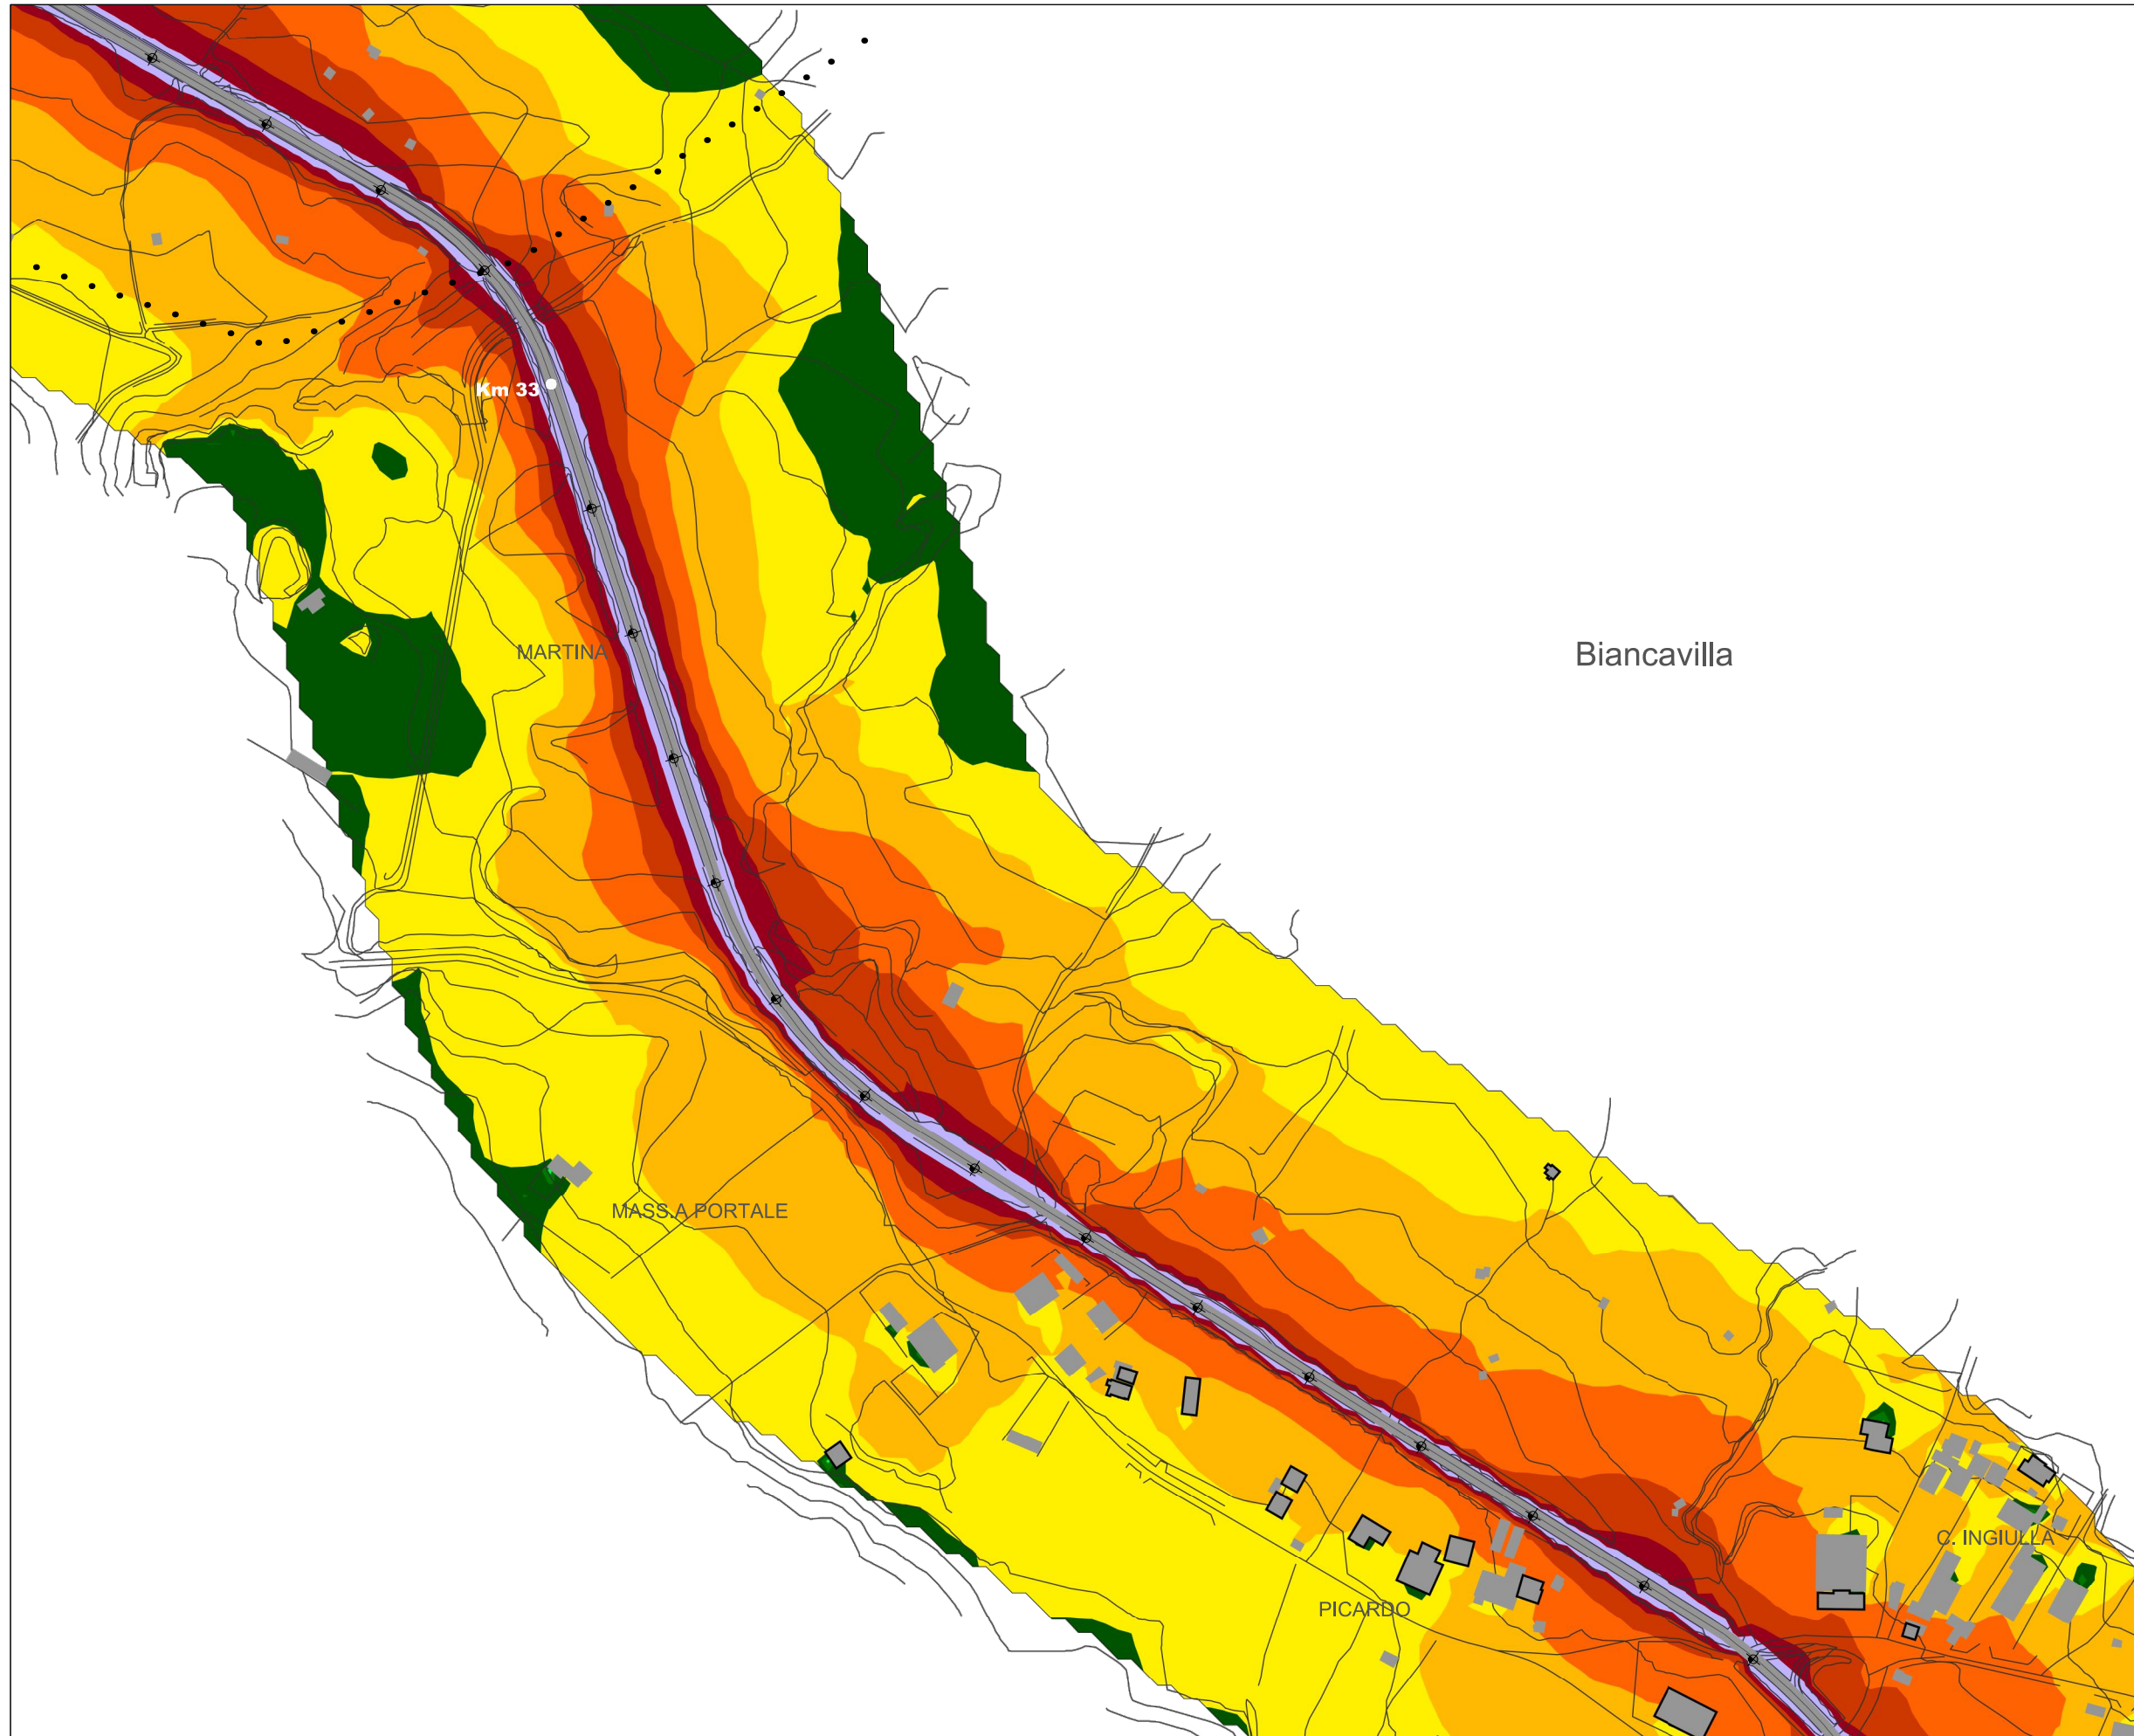 Km 33
MARTINA
Biancavilla
MASS.A PORTALE
C. INGIULLA
PICARDO